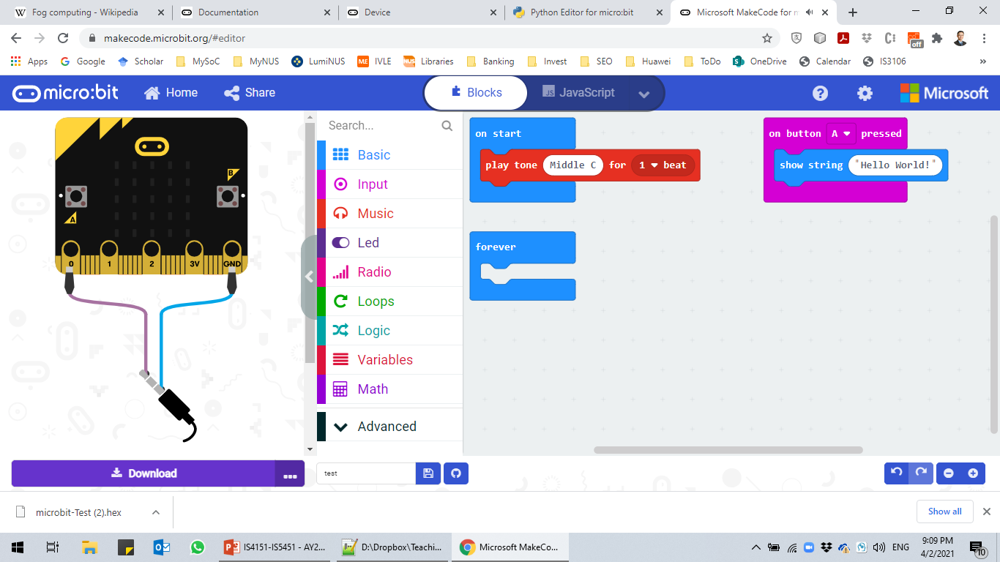 Fog computing - Wikipedia
Documentation
Device
Python Editor for micro:bit
Microsoft MakeCode for m
makecode.microbit.org/#editor
off
Apps Google Scholar MySoC MyNUS LumiNUS IVLE Libraries Banking Invest SEO Huawei ToDo OneDrive Calendar IS3106 »
micro:bit Home Share Blocks JavaScript Microsoft
Search...
Basic
Input
Music
Led
Radio
Loops
Logic
Variables
Math
Advanced
A
B
0 1 2 3V GND
on start
play tone Middle C for 1 beat
forever
on button A pressed
show string "Hello World!"
Download ...
test
microbit-Test (2).hex
Show all
IS4151-IS5451 - AY2...
D:\Dropbox\Teachi...
Microsoft MakeCo...
ENG
9:09 PM
4/2/2021
10